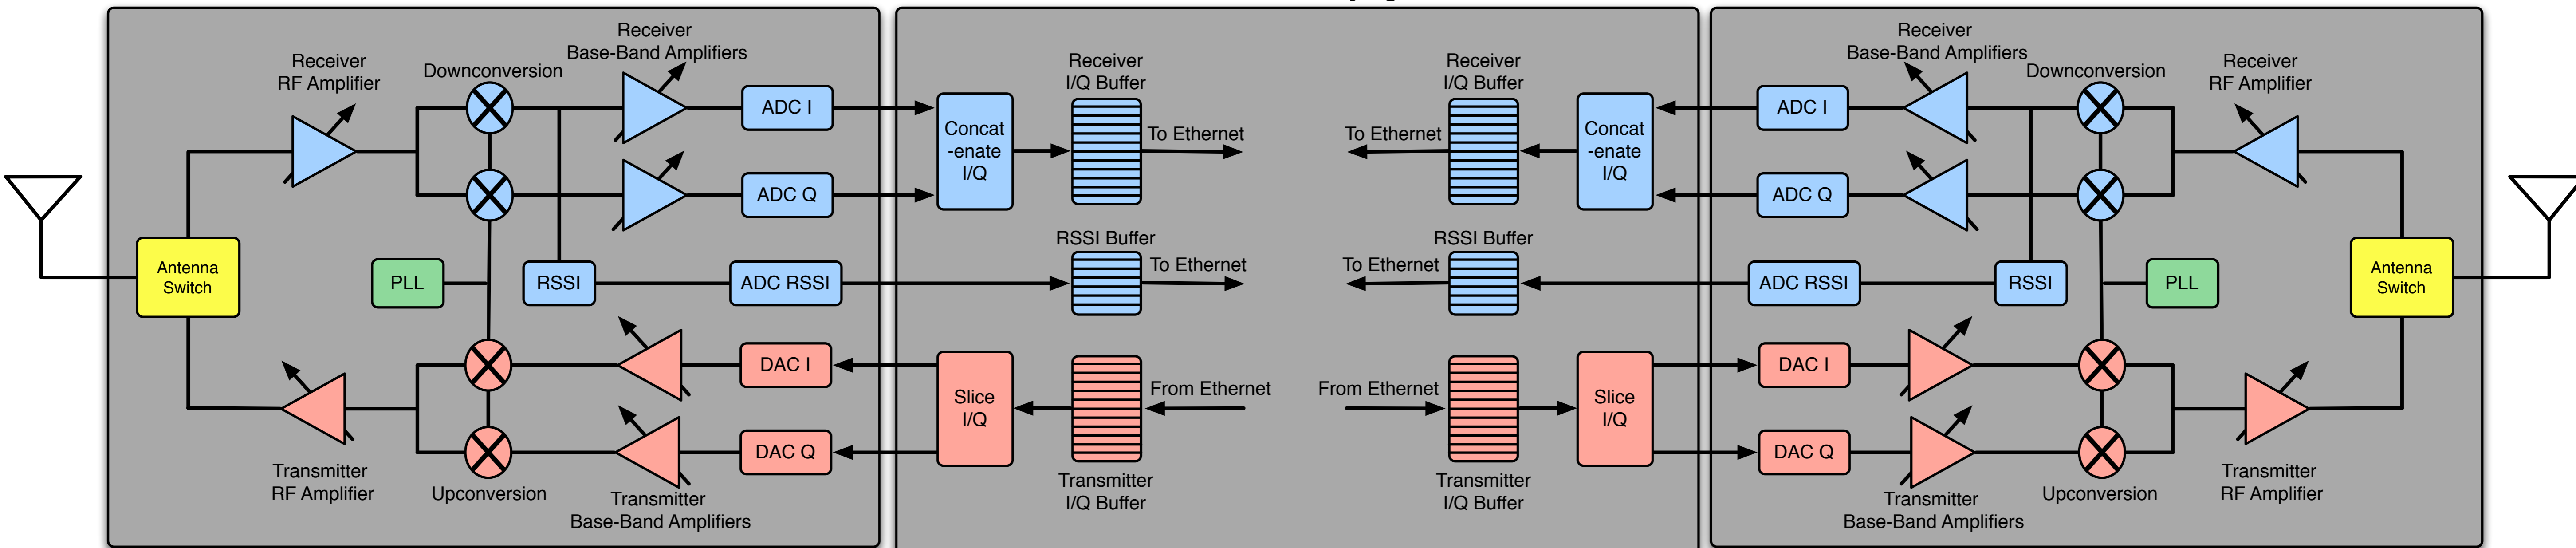 Receiver
RF Amplifier
Downconversion
Receiver
Base-Band Amplifiers
ADC I
ADC Q
Antenna
Switch
PLL
RSSI
ADC RSSI
DAC I
DAC Q
Transmitter
RF Amplifier
Upconversion
Transmitter
Base-Band Amplifiers
Concat
-enate
I/Q
Receiver
I/Q Buffer
To Ethernet
RSSI Buffer
To Ethernet
Slice
I/Q
From Ethernet
Transmitter
I/Q Buffer
Receiver
I/Q Buffer
To Ethernet
Concat
-enate
I/Q
RSSI Buffer
To Ethernet
From Ethernet
Slice
I/Q
Transmitter
I/Q Buffer
Receiver
Base-Band Amplifiers
Downconversion
Receiver
RF Amplifier
ADC I
ADC Q
ADC RSSI
RSSI
PLL
Antenna
Switch
DAC I
DAC Q
Transmitter
Base-Band Amplifiers
Upconversion
Transmitter
RF Amplifier